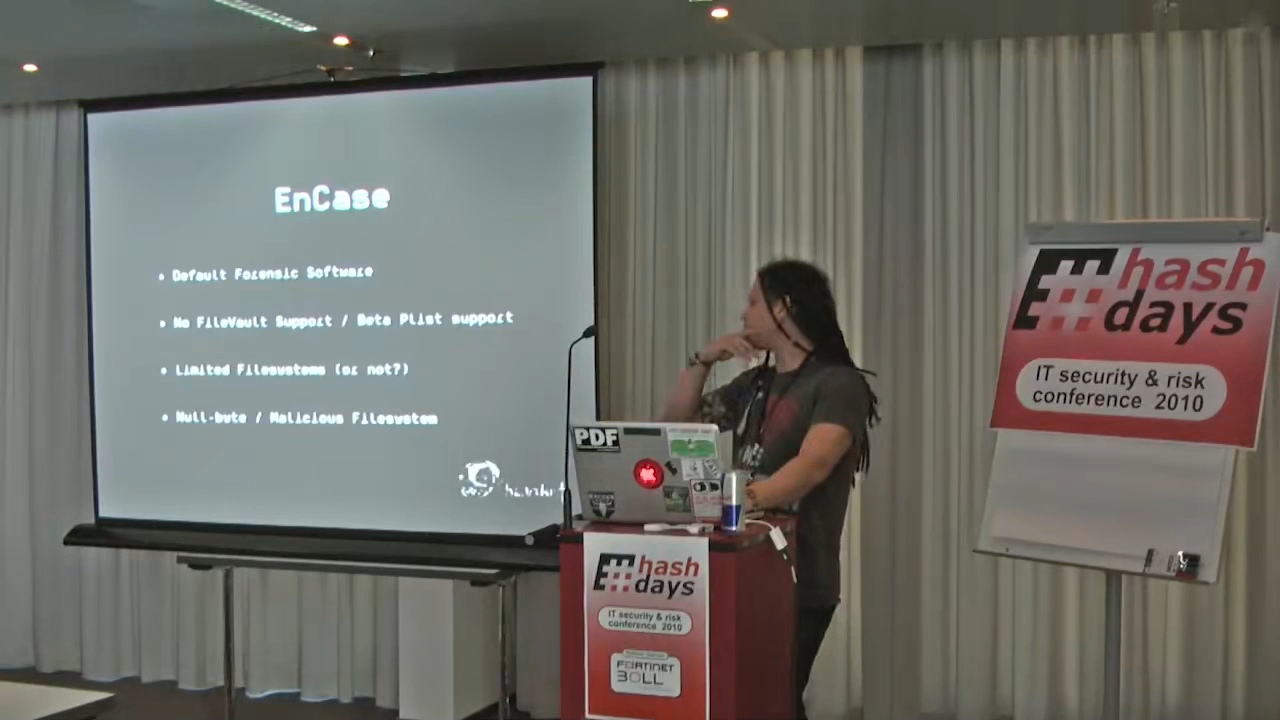 EnCase
• Default Forensic Software
• No FileVault Support / Beta Plist support
• Limited Filesystems (or not?)
• Null-byte / Malicious Filesystem
PDF
hash
days
IT security & risk
conference 2010
FORTINET
BOLL
hash
days
IT security & risk
conference 2010